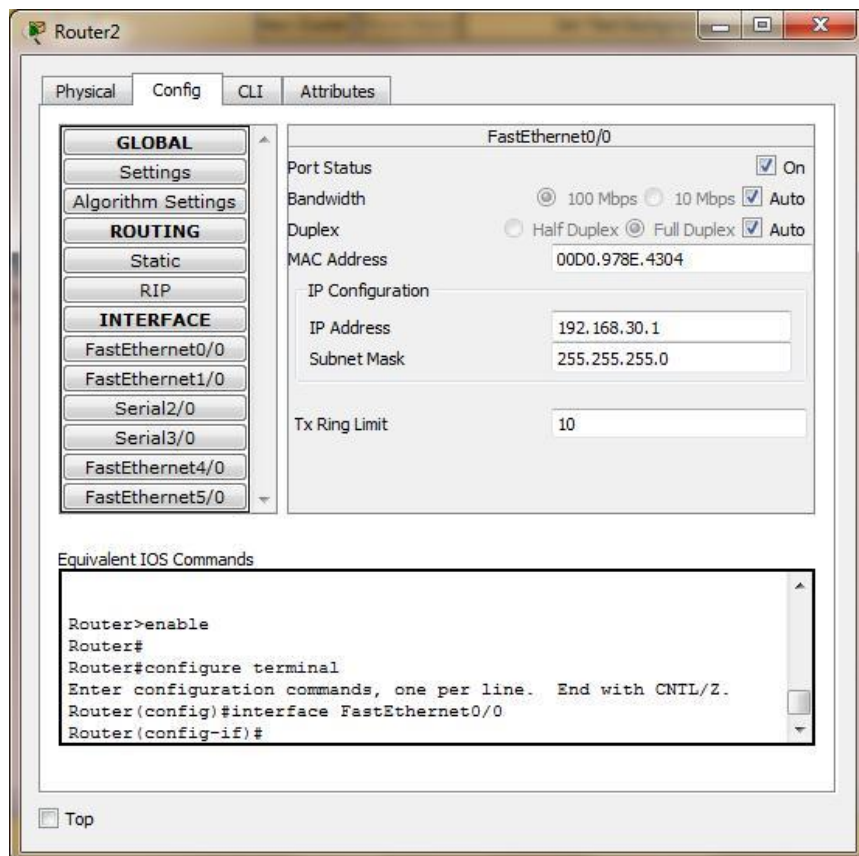 Router2
Physical Config CLI Attributes
GLOBAL
Settings
Algorithm Settings
ROUTING
Static
RIP
INTERFACE
FastEthernet0/0
FastEthernet1/0
Serial2/0
Serial3/0
FastEthernet4/0
FastEthernet5/0
FastEthernet0/0
Port Status On
Bandwidth 100 Mbps 10 Mbps Auto
Duplex Half Duplex Full Duplex Auto
MAC Address 00D0.978E.4304
IP Configuration
IP Address 192.168.30.1
Subnet Mask 255.255.255.0
Tx Ring Limit 10
Equivalent IOS Commands
Router>enable
Router#
Router#configure terminal
Enter configuration commands, one per line.  End with CNTL/Z.
Router(config)#interface FastEthernet0/0
Router(config-if)#
Top